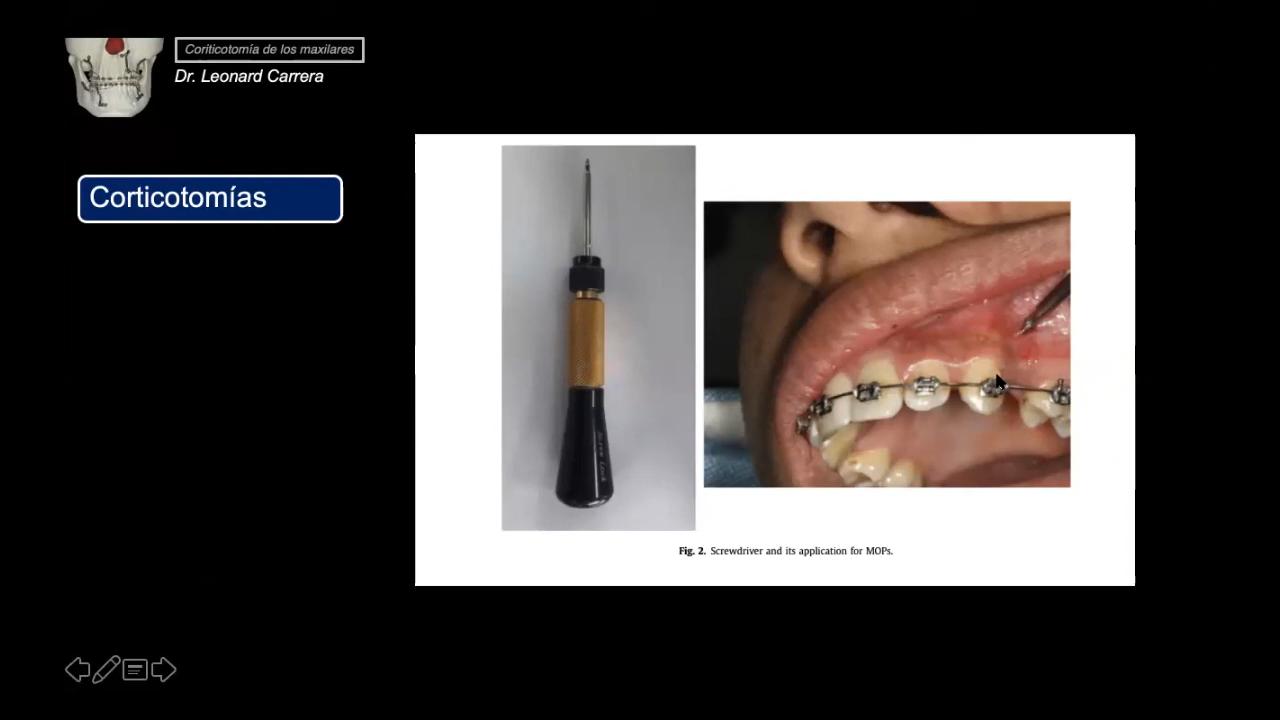 Coriticotomía de los maxilares
Dr. Leonard Carrera
Corticotomías
Fig. 2. Screwdriver and its application for MOPs.